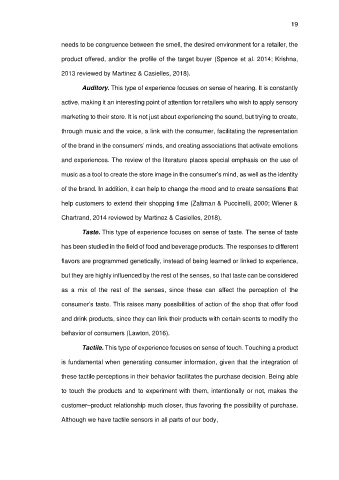 19
needs to be congruence between the smell, the desired environment for a retailer, the
product offered, and/or the profile of the target buyer (Spence et al. 2014; Krishna,
2013 reviewed by Martinez & Casielles, 2018).
Auditory. This type of experience focuses on sense of hearing. It is constantly
active, making it an interesting point of attention for retailers who wish to apply sensory
marketing to their store. It is not just about experiencing the sound, but trying to create,
through music and the voice, a link with the consumer, facilitating the representation
of the brand in the consumers' minds, and creating associations that activate emotions
and experiences. The review of the literature places special emphasis on the use of
music as a tool to create the store image in the consumer's mind, as well as the identity
of the brand. In addition, it can help to change the mood and to create sensations that
help customers to extend their shopping time (Zaltman & Puccinelli, 2000; Wiener &
Chartrand, 2014 reviewed by Martinez & Casielles, 2018).
Taste. This type of experience focuses on sense of taste. The sense of taste
has been studied in the field of food and beverage products. The responses to different
flavors are programmed genetically, instead of being learned or linked to experience,
but they are highly influenced by the rest of the senses, so that taste can be considered
as a mix of the rest of the senses, since these can affect the perception of the
consumer's taste. This raises many possibilities of action of the shop that offer food
and drink products, since they can link their products with certain scents to modify the
behavior of consumers (Lawton, 2016).
Tactile. This type of experience focuses on sense of touch. Touching a product
is fundamental when generating consumer information, given that the integration of
these tactile perceptions in their behavior facilitates the purchase decision. Being able
to touch the products and to experiment with them, intentionally or not, makes the
customer–product relationship much closer, thus favoring the possibility of purchase.
Although we have tactile sensors in all parts of our body,